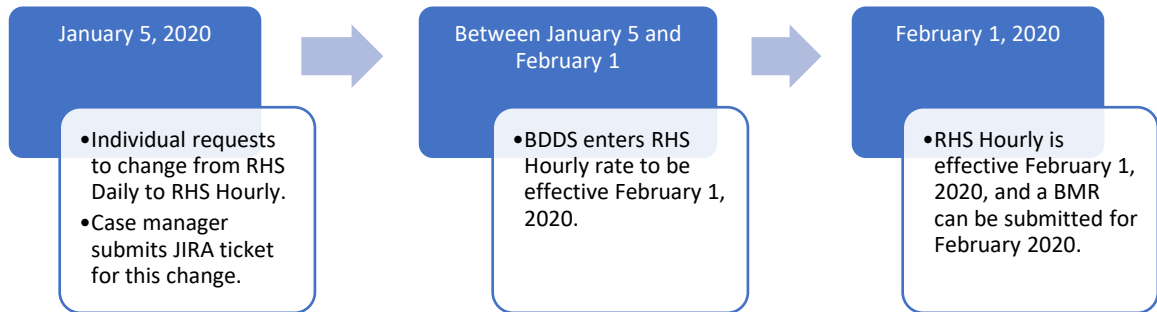 January 5, 2020
•Individual requests
to change from RHS
Daily to RHS Hourly.
•Case manager
submits JIRA ticket
for this change.
Between January 5 and
February 1
•BDDS enters RHS
Hourly rate to be
effective February 1,
2020.
February 1, 2020
•RHS Hourly is
effective February 1,
2020, and a BMR
can be submitted for
February 2020.